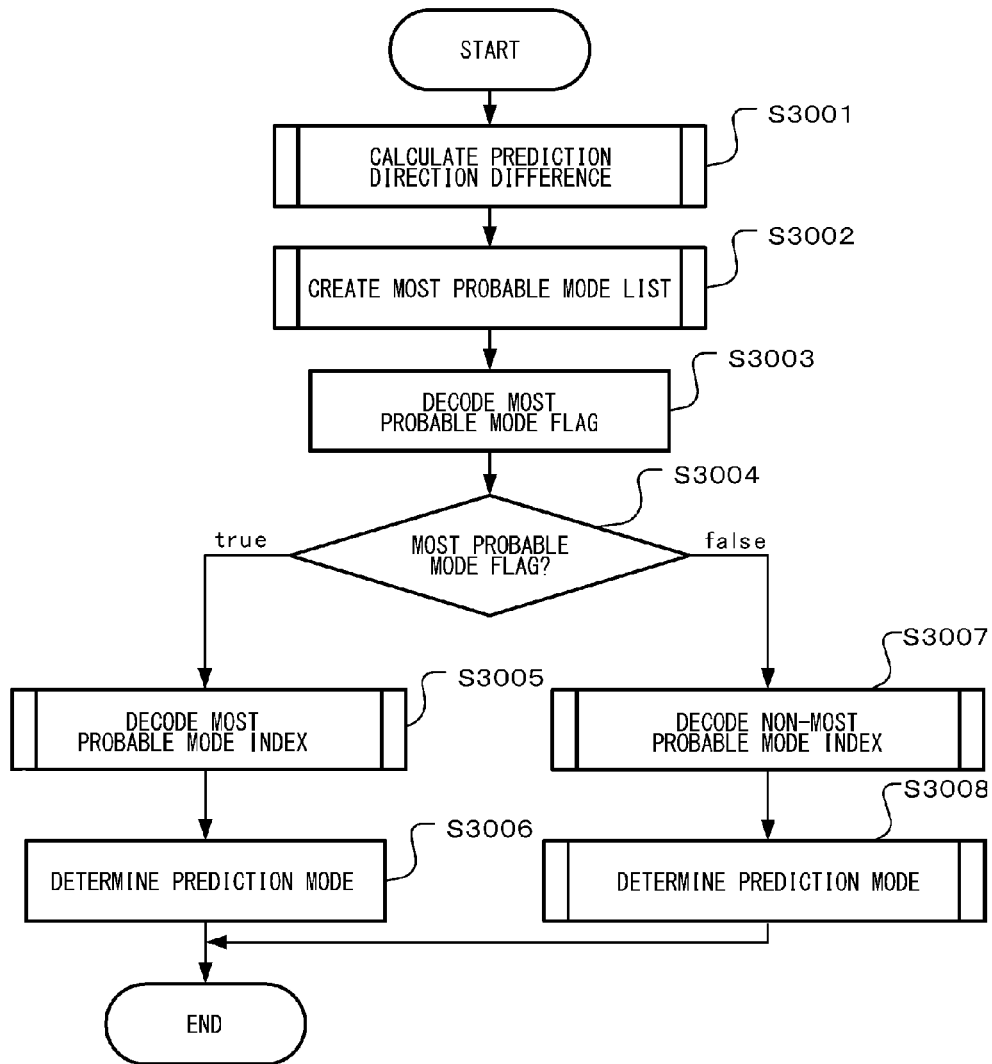 START
S3001
CALCULATE PREDICTION
DIRECTION DIFFERENCE
S3002
CREATE MOST PROBABLE MODE LIST
S3003
DECODE MOST
PROBABLE MODE FLAG
S3004
true
MOST PROBABLE
MODE FLAG?
false
S3005
DECODE MOST
PROBABLE MODE INDEX
S3007
DECODE NON-MOST
PROBABLE MODE INDEX
S3006
DETERMINE PREDICTION MODE
S3008
DETERMINE PREDICTION MODE
END